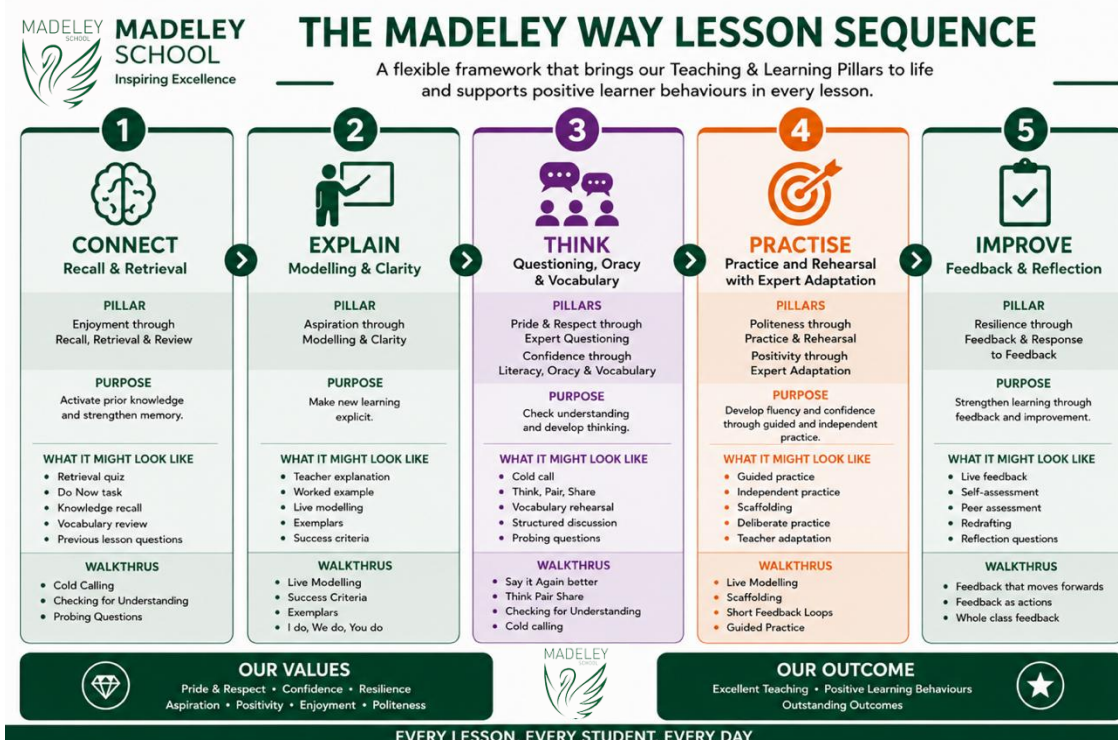 MADELEY
SCHOOL
MADELEY
SCHOOL
Inspiring Excellence
THE MADELEY WAY LESSON SEQUENCE
A flexible framework that brings our Teaching & Learning Pillars to life
and supports positive learner behaviours in every lesson.
1
CONNECT
Recall & Retrieval
PILLAR
Enjoyment through
Recall, Retrieval & Review
PURPOSE
Activate prior knowledge
and strengthen memory.
WHAT IT MIGHT LOOK LIKE
• Retrieval quiz
• Do Now task
• Knowledge recall
• Vocabulary review
• Previous lesson questions
WALKTHRUS
• Cold Calling
• Checking for Understanding
• Probing Questions
2
EXPLAIN
Modelling & Clarity
PILLAR
Aspiration through
Modelling & Clarity
PURPOSE
Make new learning
explicit.
WHAT IT MIGHT LOOK LIKE
• Teacher explanation
• Worked example
• Live modelling
• Exemplars
• Success criteria
WALKTHRUS
• Live Modelling
• Success Criteria
• Exemplars
• I do, We do, You do
3
THINK
Questioning, Oracy
& Vocabulary
PILLARS
Pride & Respect through
Expert Questioning
Confidence through
Literacy, Oracy & Vocabulary
PURPOSE
Check understanding
and develop thinking.
WHAT IT MIGHT LOOK LIKE
• Cold call
• Think, Pair, Share
• Vocabulary rehearsal
• Structured discussion
• Probing questions
WALKTHRUS
• Say it Again better
• Think Pair Share
• Checking for Understanding
• Cold calling
4
PRACTISE
Practice and Rehearsal
with Expert Adaptation
PILLARS
Politeness through
Practice & Rehearsal
Positivity through
Expert Adaptation
PURPOSE
Develop fluency and confidence
through guided and independent
practice.
WHAT IT MIGHT LOOK LIKE
• Guided practice
• Independent practice
• Scaffolding
• Deliberate practice
• Teacher adaptation
WALKTHRUS
• Live Modelling
• Scaffolding
• Short Feedback Loops
• Guided Practice
5
IMPROVE
Feedback & Reflection
PILLAR
Resilience through
Feedback & Response
to Feedback
PURPOSE
Strengthen learning through
feedback and improvement.
WHAT IT MIGHT LOOK LIKE
• Live feedback
• Self-assessment
• Peer assessment
• Redrafting
• Reflection questions
WALKTHRUS
• Feedback that moves forwards
• Feedback as actions
• Whole class feedback
OUR VALUES
Pride & Respect • Confidence • Resilience
Aspiration • Positivity • Enjoyment • Politeness
MADELEY
SCHOOL
OUR OUTCOME
Excellent Teaching • Positive Learning Behaviours
Outstanding Outcomes
EVERY LESSON. EVERY STUDENT. EVERY DAY